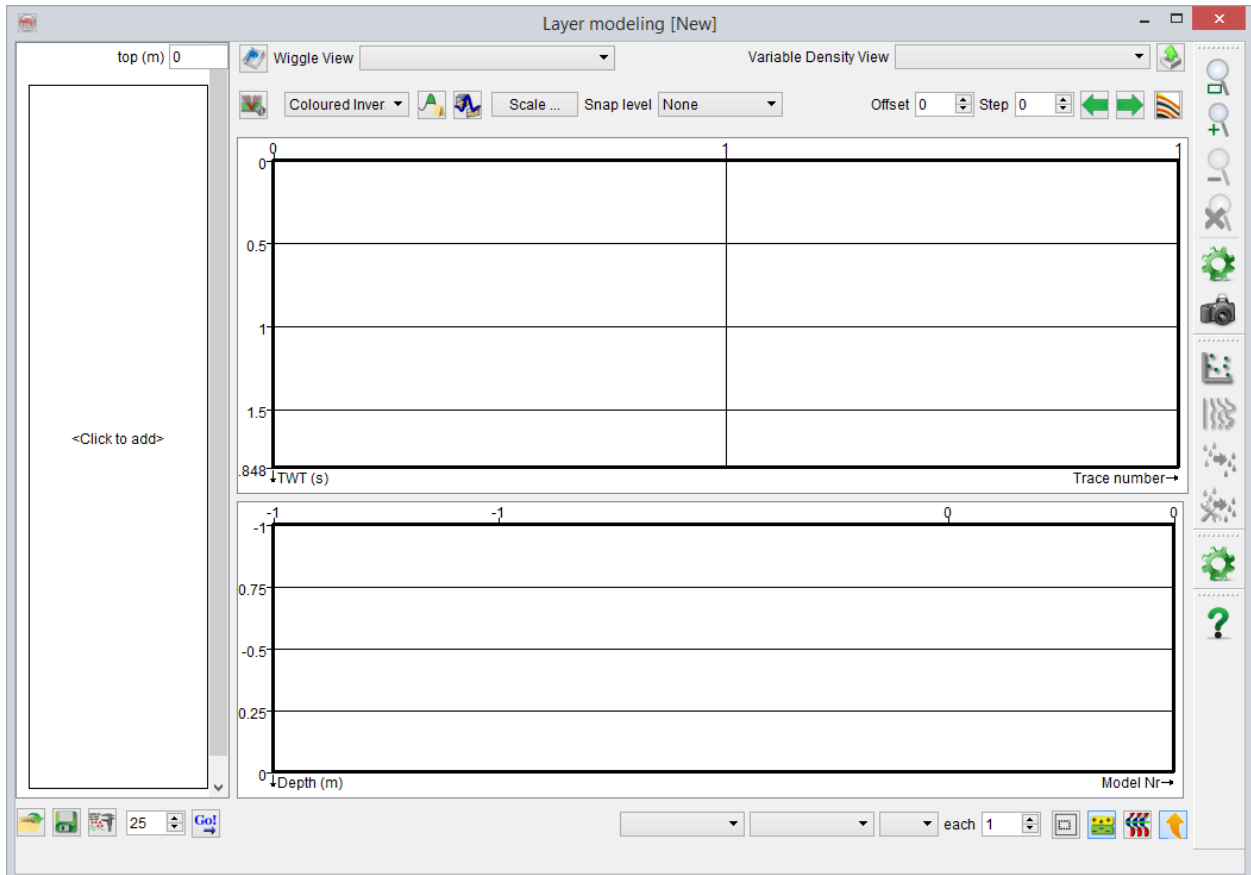 Layer modeling [New]
top (m) 0
Wiggle View
Variable Density View
Coloured Inver
Scale ...
Snap level None
Offset 0
Step 0
0 1 1
0
0.5
1
1.5
.848
TWT (s)
Trace number
<Click to add>
-1 -1 0 0
-1
0.75
-0.5
0.25
0
Depth (m)
Model Nr
25
Go!
each 1
?